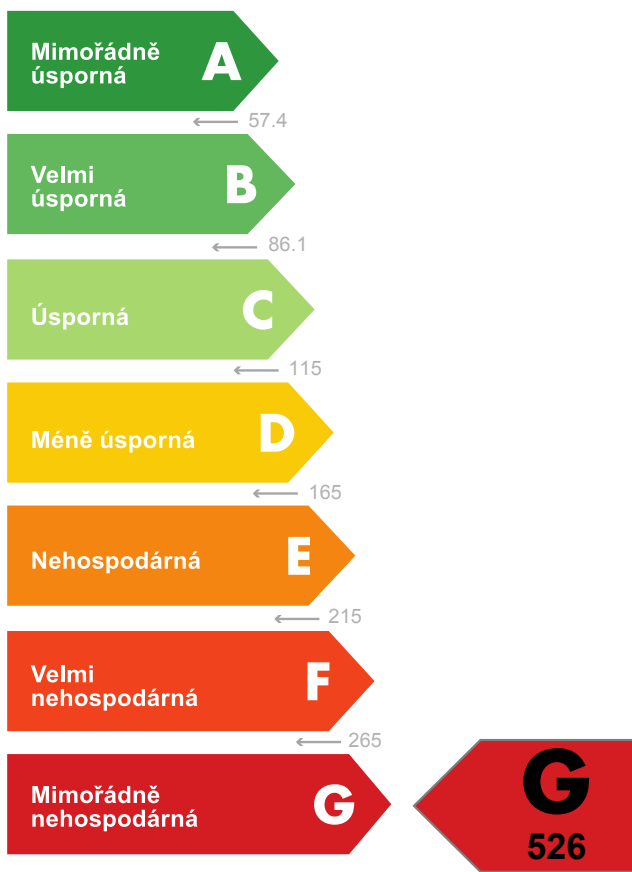 Mimořádně
úsporná
A
← 57.4
Velmi
úsporná
B
← 86.1
Úsporná
C
← 115
Méně úsporná
D
← 165
Nehospodárná
E
← 215
Velmi
nehospodárná
F
← 265
Mimořádně
nehospodárná
G
G
526